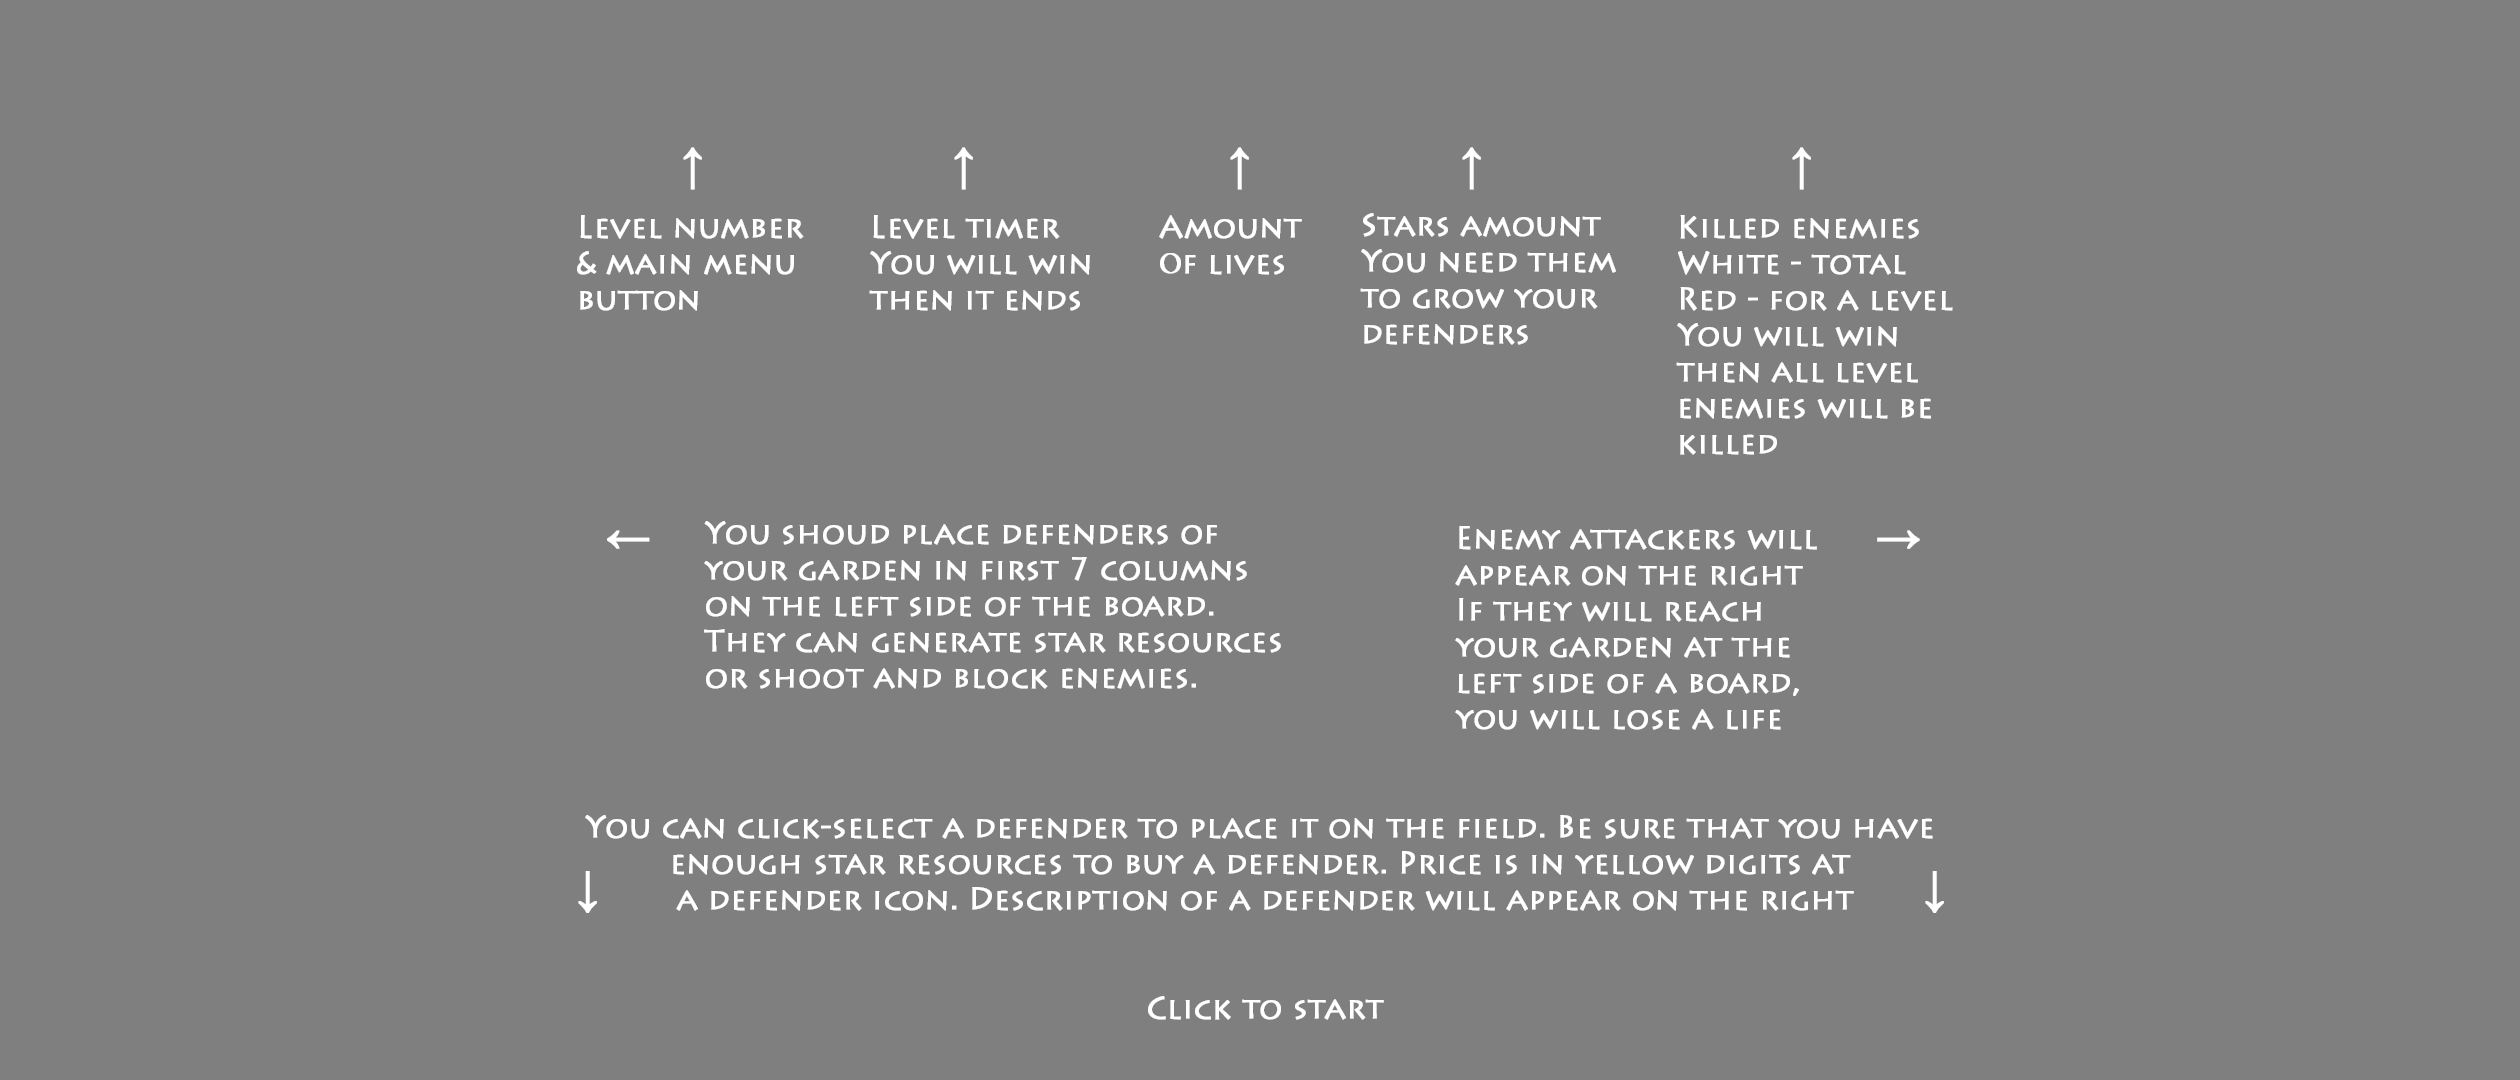 ↑
Level number
& main menu
button
↑
Level timer
You will win
then it ends
↑
Amount
of lives
↑
Stars amount
You need them
to grow your
defenders
↑
Killed enemies
White - total
Red - for a level
You will win
then all level
enemies will be
killed
←
You shoud place defenders of
your garden in first 7 columns
on the left side of the board.
They can generate star resources
or shoot and block enemies.
Enemy attackers will
appear on the right
If they will reach
your garden at the
left side of a board,
you will lose a life
→
You can click-select a defender to place it on the field. Be sure that you have
enough star resources to buy a defender. Price is in yellow digits at
a defender icon. Description of a defender will appear on the right
↓
↓
Click to start